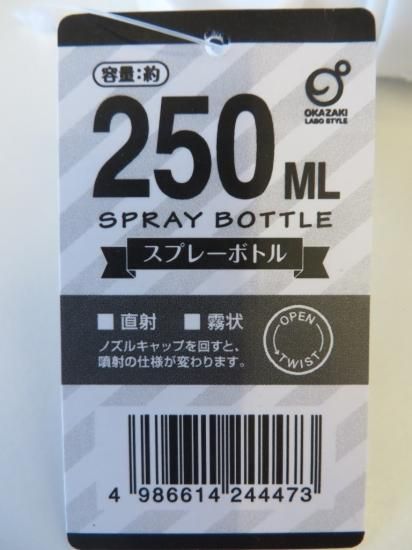 容量:約
OKAZAKI
LABO STYLE
250 ML
SPRAY BOTTLE
スプレーボトル
直射 霧状
OPEN
TWIST
ノズルキャップを回すと、
噴射の仕様が変わります。
4 986614 244473